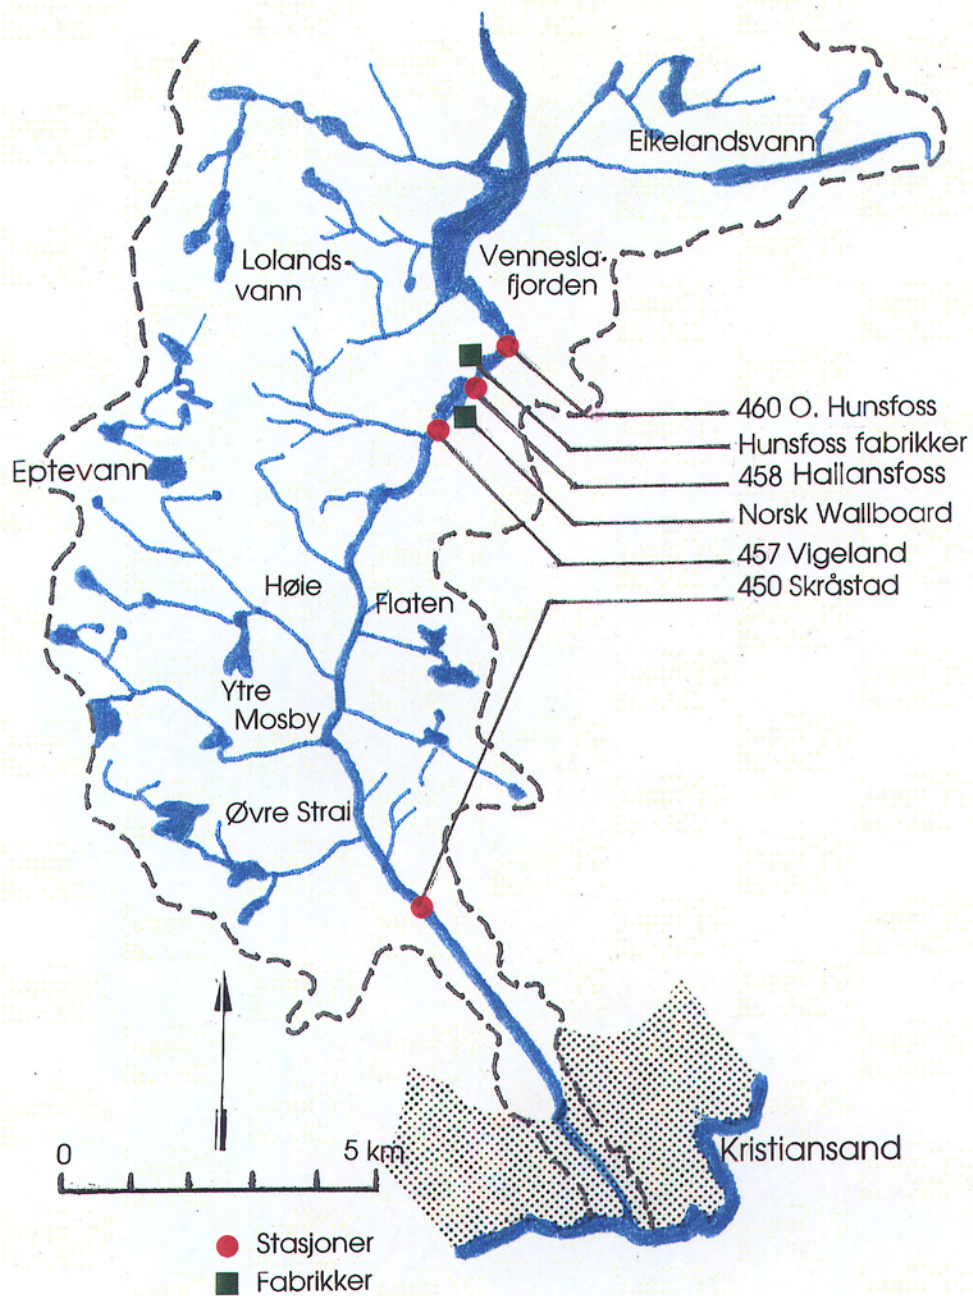 Eikelandsvann
Lolands-
vann
Vennesla-
fjorden
460 O. Hunsfoss
Hunsfoss fabrikker
458 Hallansfoss
Norsk Wallboard
457 Vigeland
450 Skråstad
Eptevann
Høie
Flaten
Ytre
Mosby
Øvre Strai
Kristiansand
0 5 km
Stasjoner
Fabrikker